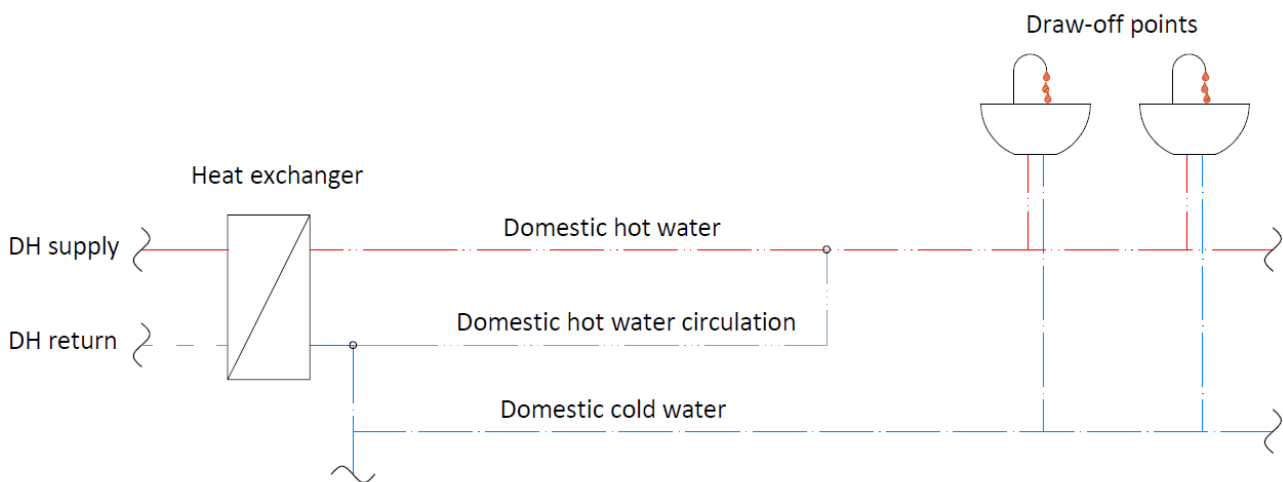 Draw-off points
Heat exchanger
DH supply
Domestic hot water
DH return
Domestic hot water circulation
Domestic cold water